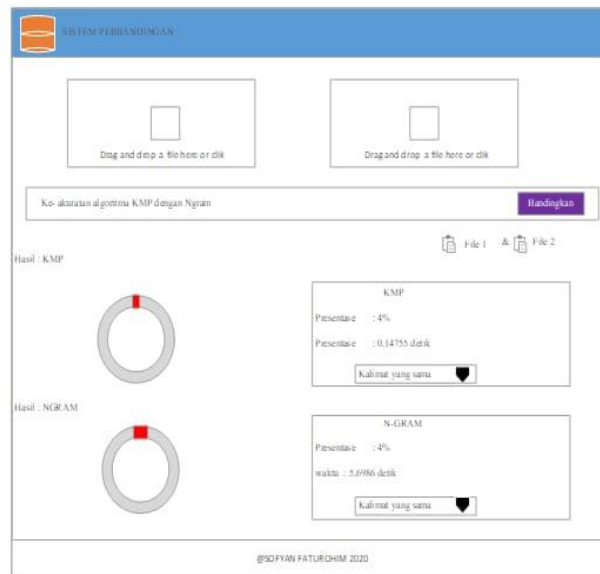 SISTEM PERBANDINGAN
Drag and drop a file here or clik
Drag and drop a file here or clik
Ke- akuratan algoritma KMP dengan Ngram
Bandingkan
File 1 & File 2
Hasil : KMP
KMP
Presentase : 4%
Presentase : 0,14755 detik
Kalimat yang sama
Hasil : NGRAM
N-GRAM
Presentase : 4%
waktu : 5,6986 detik
Kalimat yang sama
@SOFYAN FATUROHIM 2020